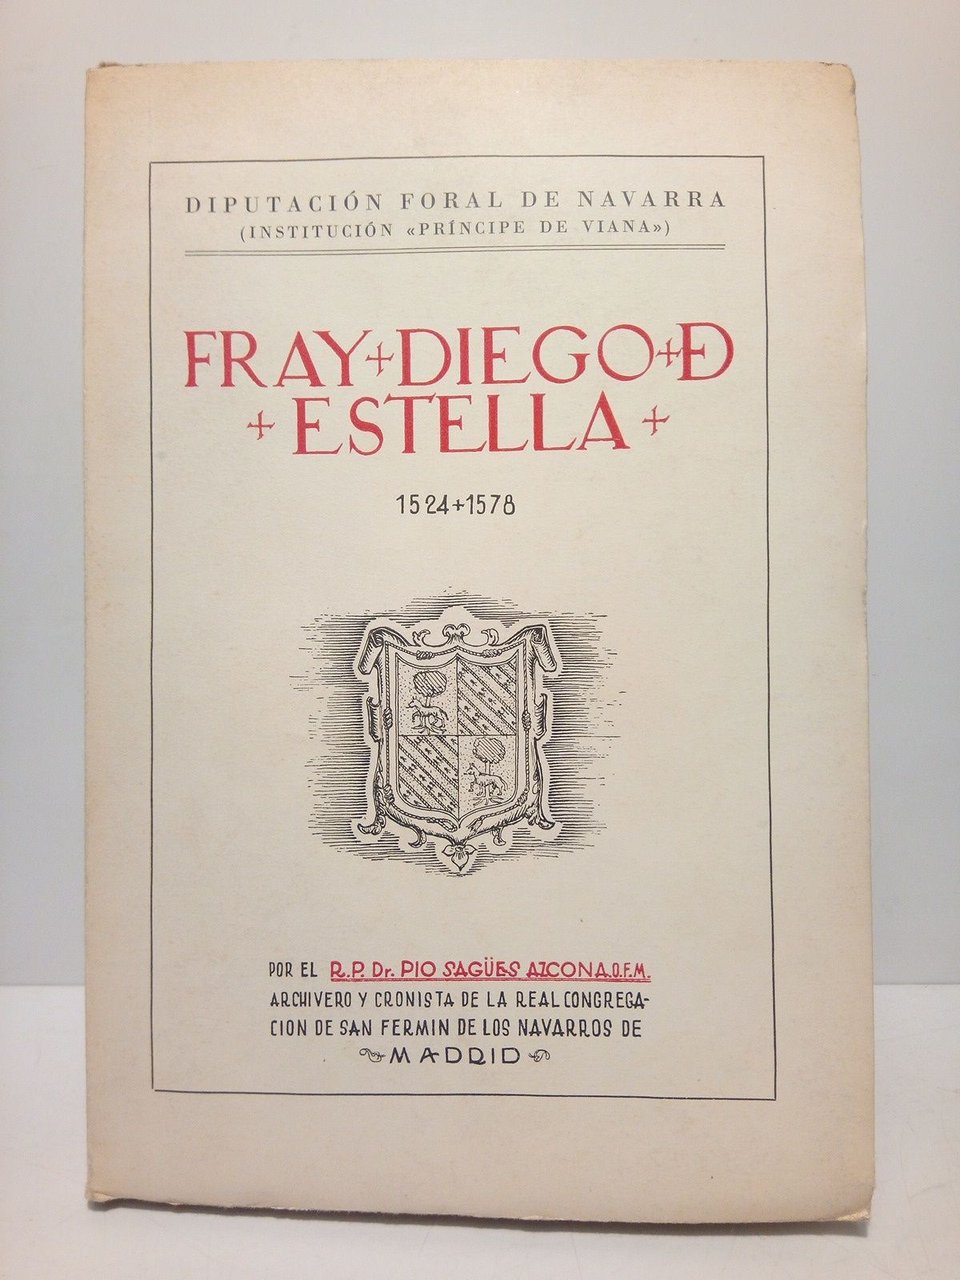 DIPUTACIÓN FORAL DE NAVARRA
(INSTITUCIÓN «PRÍNCIPE DE VIANA»)
FRAY+DIEGO+DE
+ESTELLA+
1524+1578
POR EL R.P. Dr. PIO SAGÜES AZCONA.O.F.M.
ARCHIVERO Y CRONISTA DE LA REAL CONGREGA-
CION DE SAN FERMIN DE LOS NAVARROS DE
MADRID